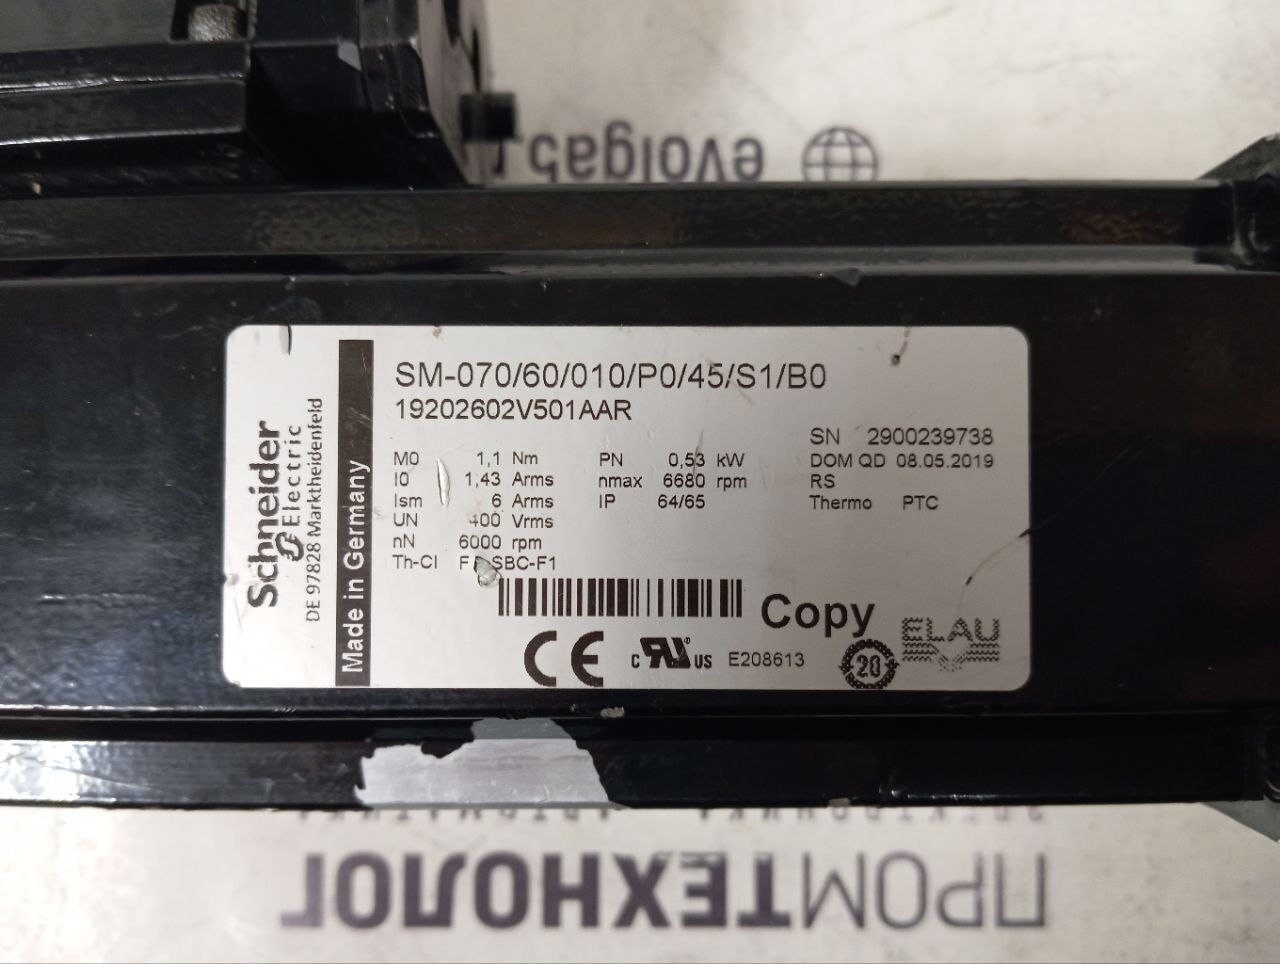 evolga5
Schneider
Electric
DE 97828 Marktheidenfeld
Made in Germany
SM-070/60/010/P0/45/S1/B0
19202602V501AAR
M0 1,1 Nm PN 0,53 kW
I0 1,43 Arms nmax 6680 rpm
Ism 6 Arms IP 64/65
UN 400 Vrms
nN 6000 rpm
Th-Cl F SBC-F1
SN 2900239738
DOM QD 08.05.2019
RS
Thermo PTC
Copy
CE
c UR US E208613
20
ELAU
ПРОМТЕХНОЛОГ